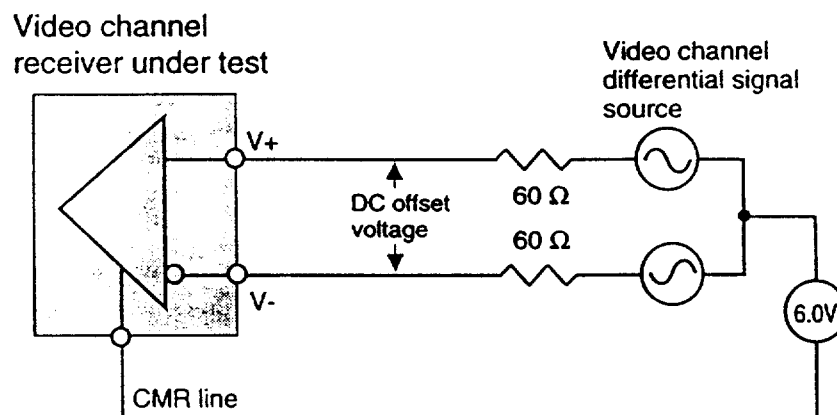 Video channel
receiver under test
Video channel
differential signal
source
V+
DC offset
voltage
60 Ω
60 Ω
V-
6.0V
CMR line